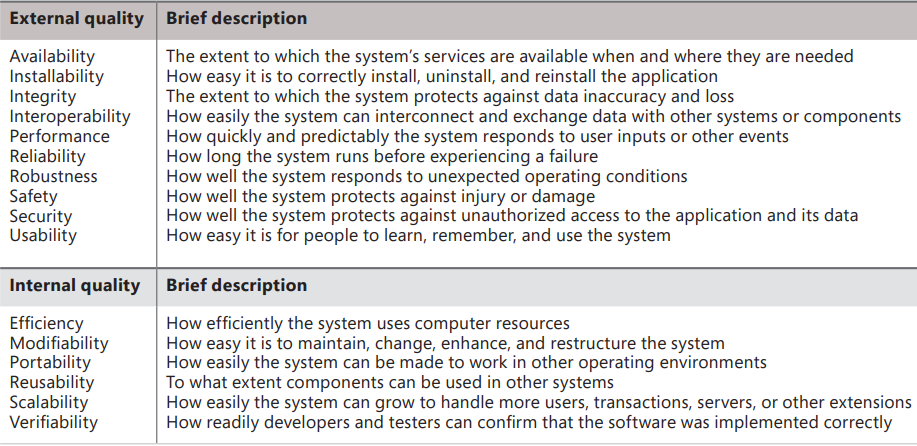 External quality Brief description
Availability The extent to which the system’s services are available when and where they are needed
Installability How easy it is to correctly install, uninstall, and reinstall the application
Integrity The extent to which the system protects against data inaccuracy and loss
Interoperability How easily the system can interconnect and exchange data with other systems or components
Performance How quickly and predictably the system responds to user inputs or other events
Reliability How long the system runs before experiencing a failure
Robustness How well the system responds to unexpected operating conditions
Safety How well the system protects against injury or damage
Security How well the system protects against unauthorized access to the application and its data
Usability How easy it is for people to learn, remember, and use the system
Internal quality Brief description
Efficiency How efficiently the system uses computer resources
Modifiability How easy it is to maintain, change, enhance, and restructure the system
Portability How easily the system can be made to work in other operating environments
Reusability To what extent components can be used in other systems
Scalability How easily the system can grow to handle more users, transactions, servers, or other extensions
Verifiability How readily developers and testers can confirm that the software was implemented correctly